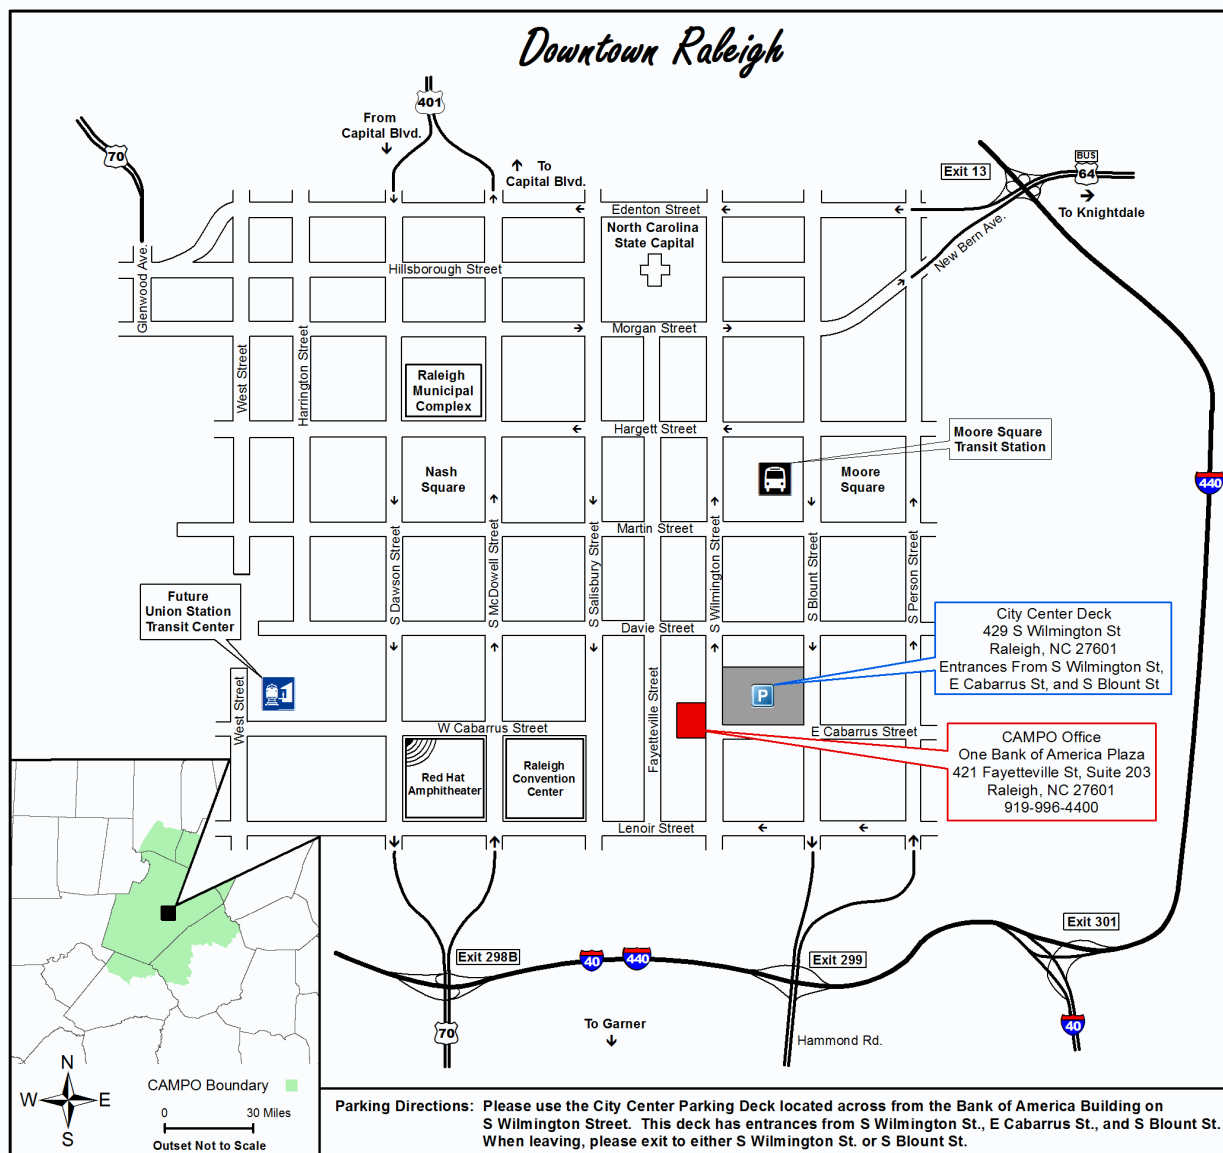 Downtown Raleigh
401
From
Capital Blvd.
To
Capital Blvd.
70
Exit 13
BUS
64
To Knightdale
New Bern Ave.
Edenton Street
North Carolina
State Capital
Hillsborough Street
Glenwood Ave.
Morgan Street
West Street
Harrington Street
Raleigh
Municipal
Complex
Hargett Street
Moore Square
Transit Station
Nash
Square
Moore
Square
440
Martin Street
S Dawson Street
S McDowell Street
S Salisbury Street
S Wilmington Street
S Blount Street
S Person Street
Future
Union Station
Transit Center
Davie Street
City Center Deck
429 S Wilmington St
Raleigh, NC 27601
Entrances From S Wilmington St,
E Cabarrus St, and S Blount St
P
West Street
Fayetteville Street
W Cabarrus Street
E Cabarrus Street
CAMPO Office
One Bank of America Plaza
421 Fayetteville St, Suite 203
Raleigh, NC 27601
919-996-4400
Red Hat
Amphitheater
Raleigh
Convention
Center
Lenoir Street
Exit 301
Exit 298B
40
440
Exit 299
70
To Garner
Hammond Rd.
40
N
W
E
S
CAMPO Boundary
0
30 Miles
Outset Not to Scale
Parking Directions: Please use the City Center Parking Deck located across from the Bank of America Building on
S Wilmington Street. This deck has entrances from S Wilmington St., E Cabarrus St., and S Blount St.
When leaving, please exit to either S Wilmington St. or S Blount St.